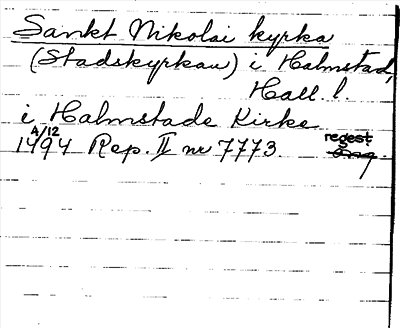 Sankt Nikolai kyrka
(Stadskyrkan) i Halmstad,
Hall. l.
i Halmstade Kirke
1494 4/12 Rep. II nr 7773. regest.